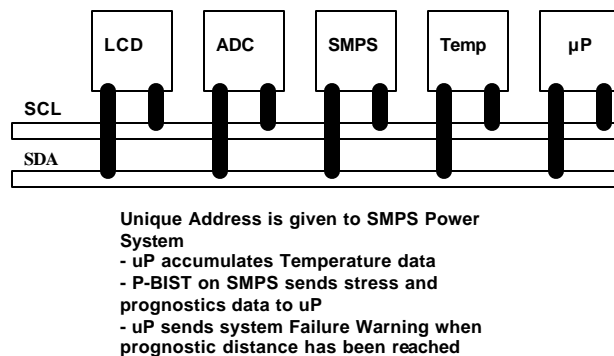 LCD ADC SMPS Temp µP
SCL
SDA
Unique Address is given to SMPS Power
System
- uP accumulates Temperature data
- P-BIST on SMPS sends stress and
prognostics data to uP
- uP sends system Failure Warning when
prognostic distance has been reached